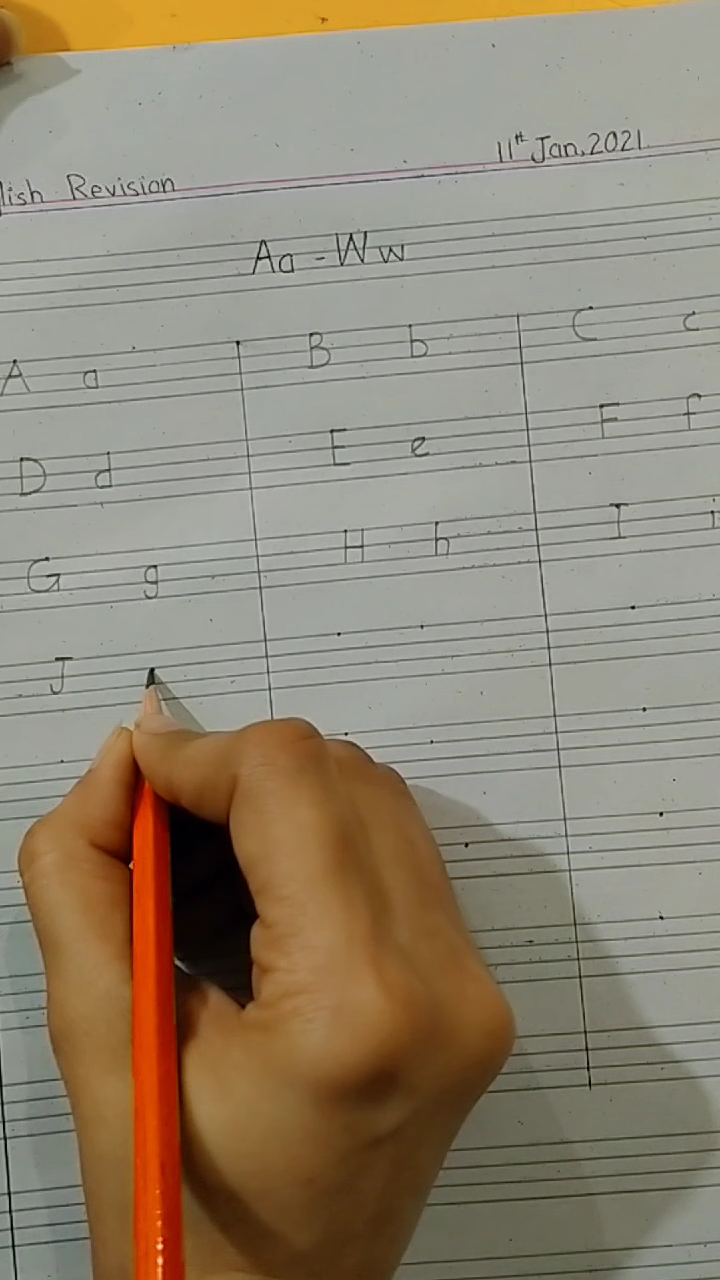 lish Revision 11th Jan, 2021
Aa - Ww
A a B b C c
D d E e F f
G g H h I i
J